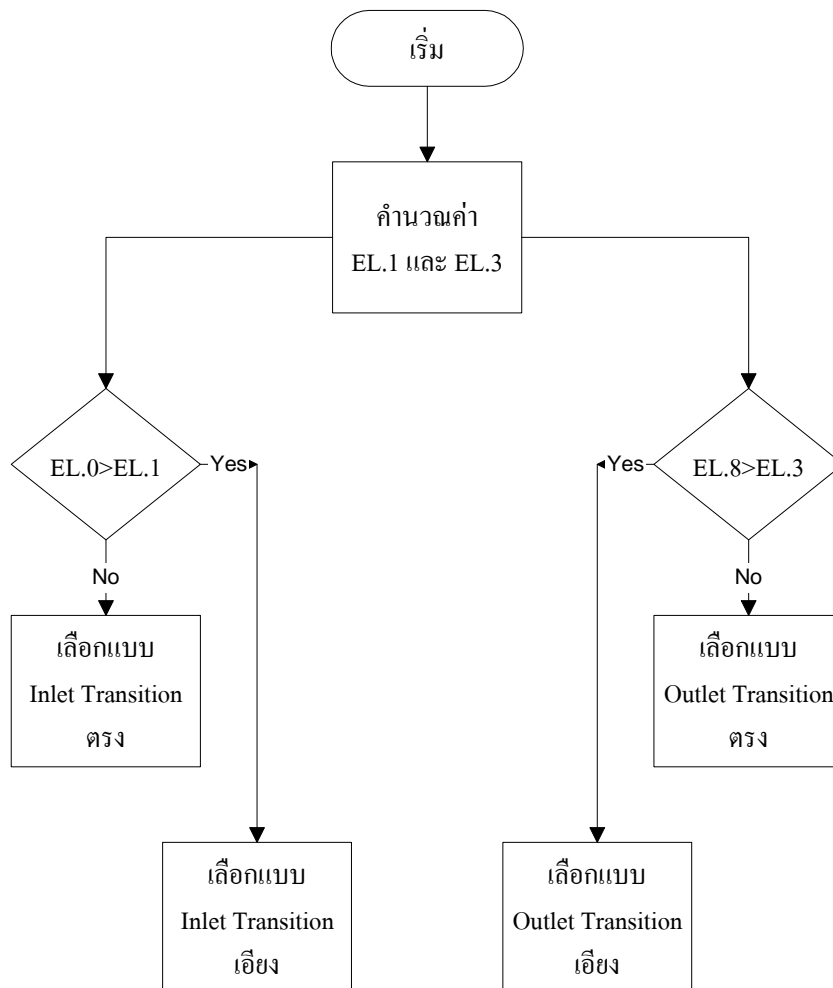 เริ่ม
คำนวณค่า
EL.1 และ EL.3
EL.0>EL.1
Yes
Yes
EL.8>EL.3
No
No
เลือกแบบ
Inlet Transition
ตรง
เลือกแบบ
Outlet Transition
ตรง
เลือกแบบ
Inlet Transition
เอียง
เลือกแบบ
Outlet Transition
เอียง